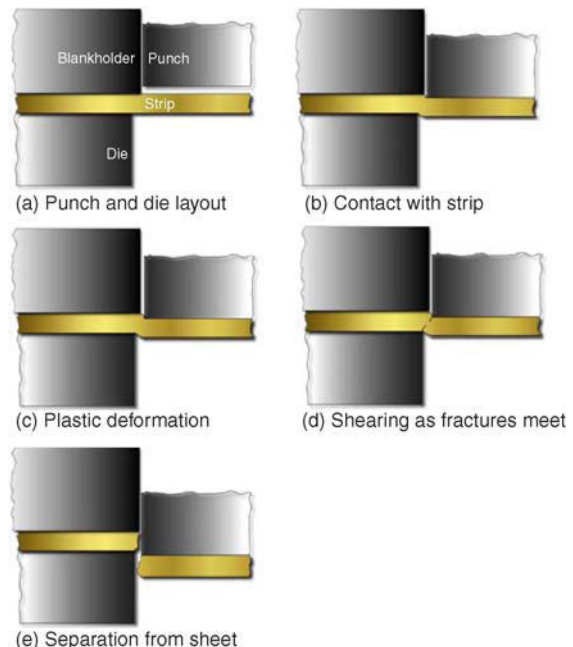 Blankholder
Punch
Strip
Die
(a) Punch and die layout
(b) Contact with strip
(c) Plastic deformation
(d) Shearing as fractures meet
(e) Separation from sheet